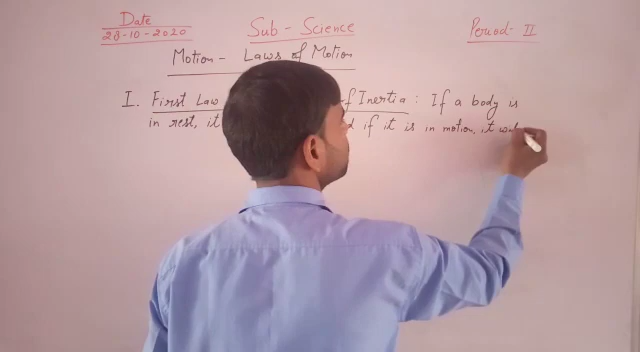 Date
28-10-2020
Sub - Science
Period - II
Motion - Laws of Motion
I. First Law of Inertia : If a body is
in rest, it if it is in motion, it will